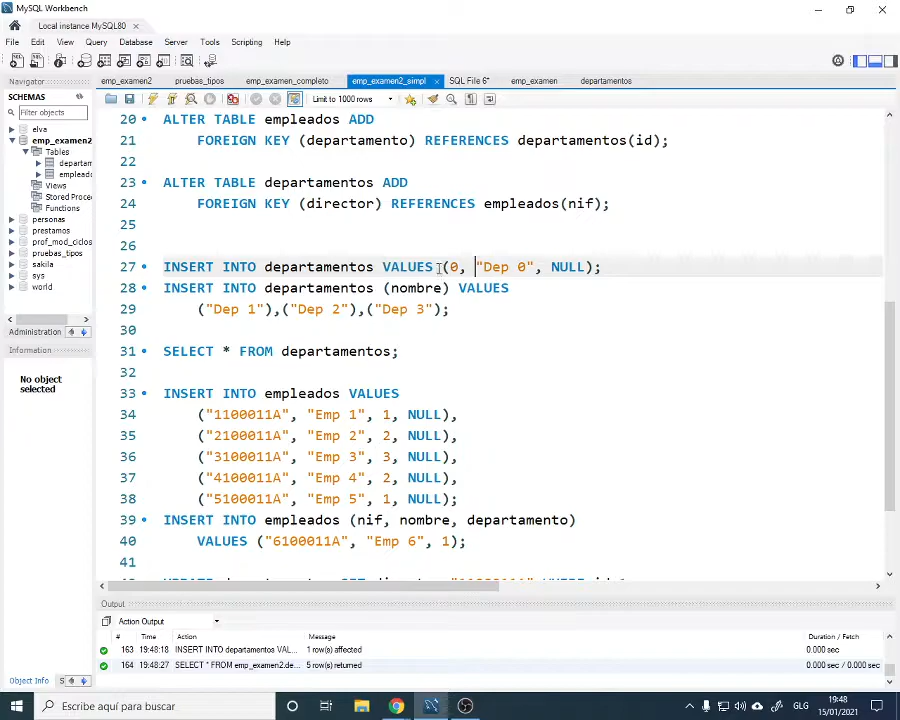 MySQL Workbench
Local instance MySQL80
File Edit View Query Database Server Tools Scripting Help
Navigator
emp_examen2 pruebas_tipos emp_examen_completo emp_examen2_simpl SQL File 6* emp_examen departamentos
SCHEMAS
Filter objects
Limit to 1000 rows
elva
emp_examen2
Tables
departam
emplead
Views
Stored Proce
Functions
personas
prestamos
prof_mod_ciclos
pruebas_tipos
sakila
sys
world
Administration
Information
No object
selected
20 ALTER TABLE empleados ADD
21 FOREIGN KEY (departamento) REFERENCES departamentos(id);
22
23 ALTER TABLE departamentos ADD
24 FOREIGN KEY (director) REFERENCES empleados(nif);
25
26
27 INSERT INTO departamentos VALUES (0, "Dep 0", NULL);
28 INSERT INTO departamentos (nombre) VALUES
29 ("Dep 1"),("Dep 2"),("Dep 3");
30
31 SELECT * FROM departamentos;
32
33 INSERT INTO empleados VALUES
34 ("1100011A", "Emp 1", 1, NULL),
35 ("2100011A", "Emp 2", 2, NULL),
36 ("3100011A", "Emp 3", 3, NULL),
37 ("4100011A", "Emp 4", 2, NULL),
38 ("5100011A", "Emp 5", 1, NULL);
39 INSERT INTO empleados (nif, nombre, departamento)
40 VALUES ("6100011A", "Emp 6", 1);
41
Output
Action Output
# Time Action Message Duration / Fetch
163 19:48:18 INSERT INTO departamentos VAL... 1 row(s) affected 0.000 sec
164 19:48:27 SELECT * FROM emp_examen2.de... 5 row(s) returned 0.000 sec / 0.000 sec
Object Info S
Escribe aquí para buscar
GLG
19:48
15/01/2021